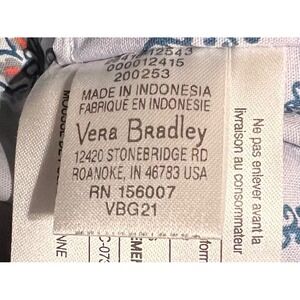 000012415
200253
MADE IN INDONESIA
FABRIQUE EN INDONÉSIE
Vera Bradley
12420 STONEBRIDGE RD
ROANOKE, IN 46783 USA
RN 156007
VBG21
Ne pas enlever avant la
livraison au consommateur